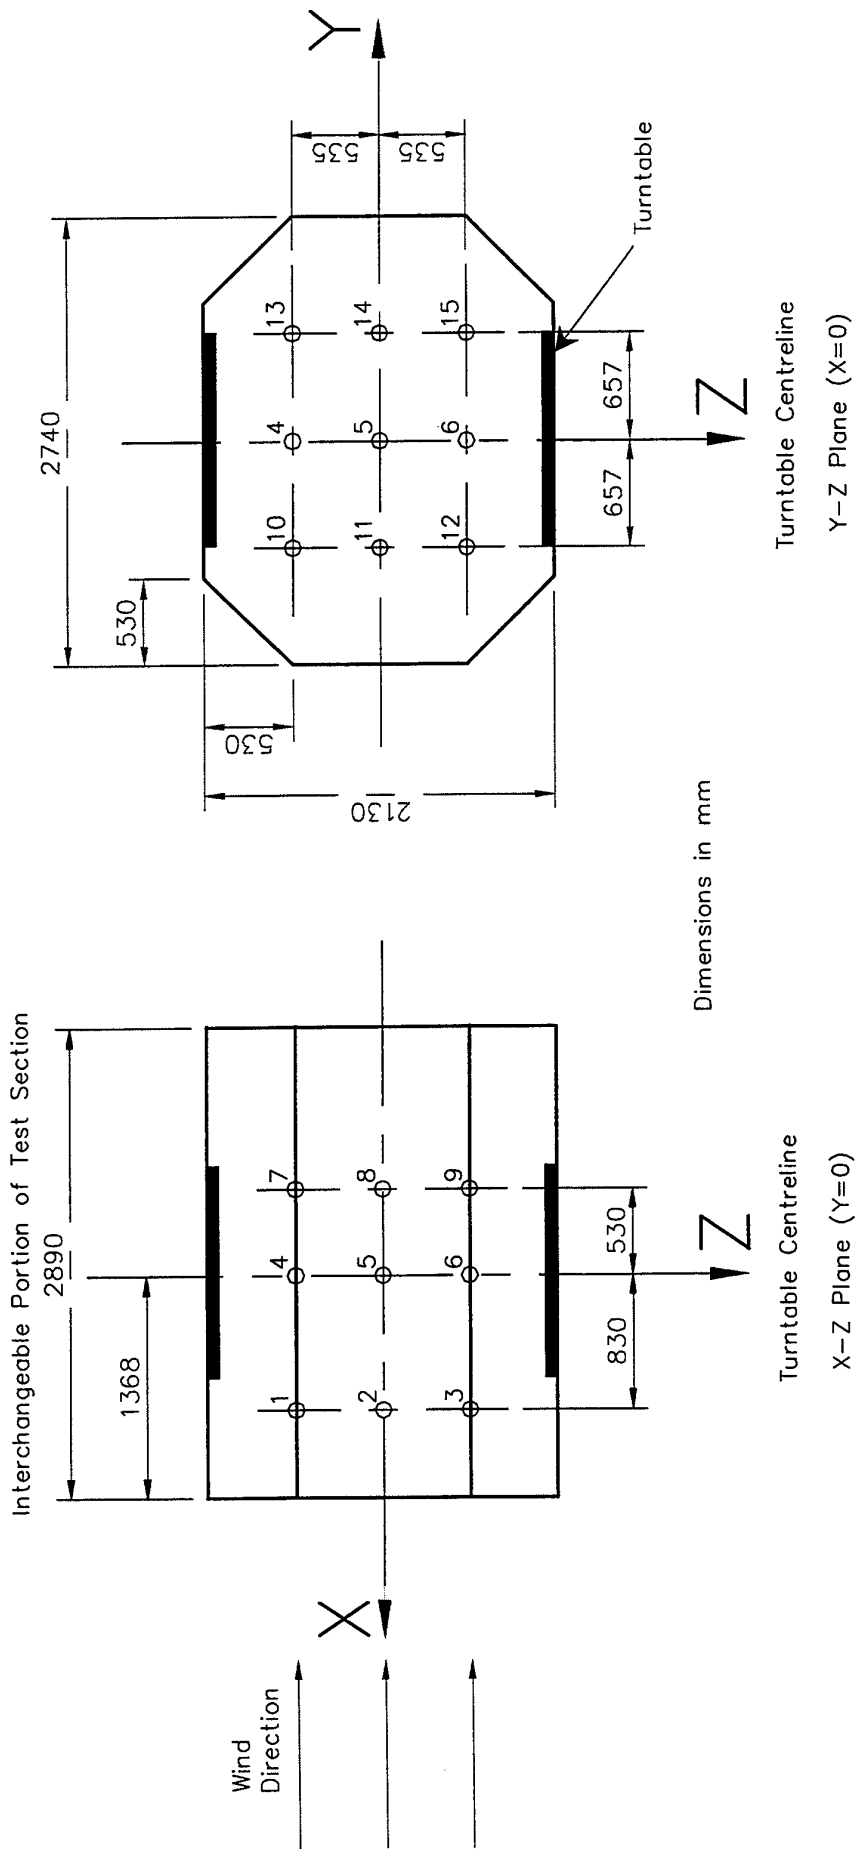 Interchangeable Portion of Test Section
2890
1368
Wind
Direction
X
1
4
7
2
5
8
3
6
9
830
530
Z
Turntable Centreline
X-Z Plane (Y=0)
Dimensions in mm
2740
530
530
2130
535
535
Y
10
4
13
11
5
14
12
6
15
657
657
Turntable
Z
Turntable Centreline
Y-Z Plane (X=0)